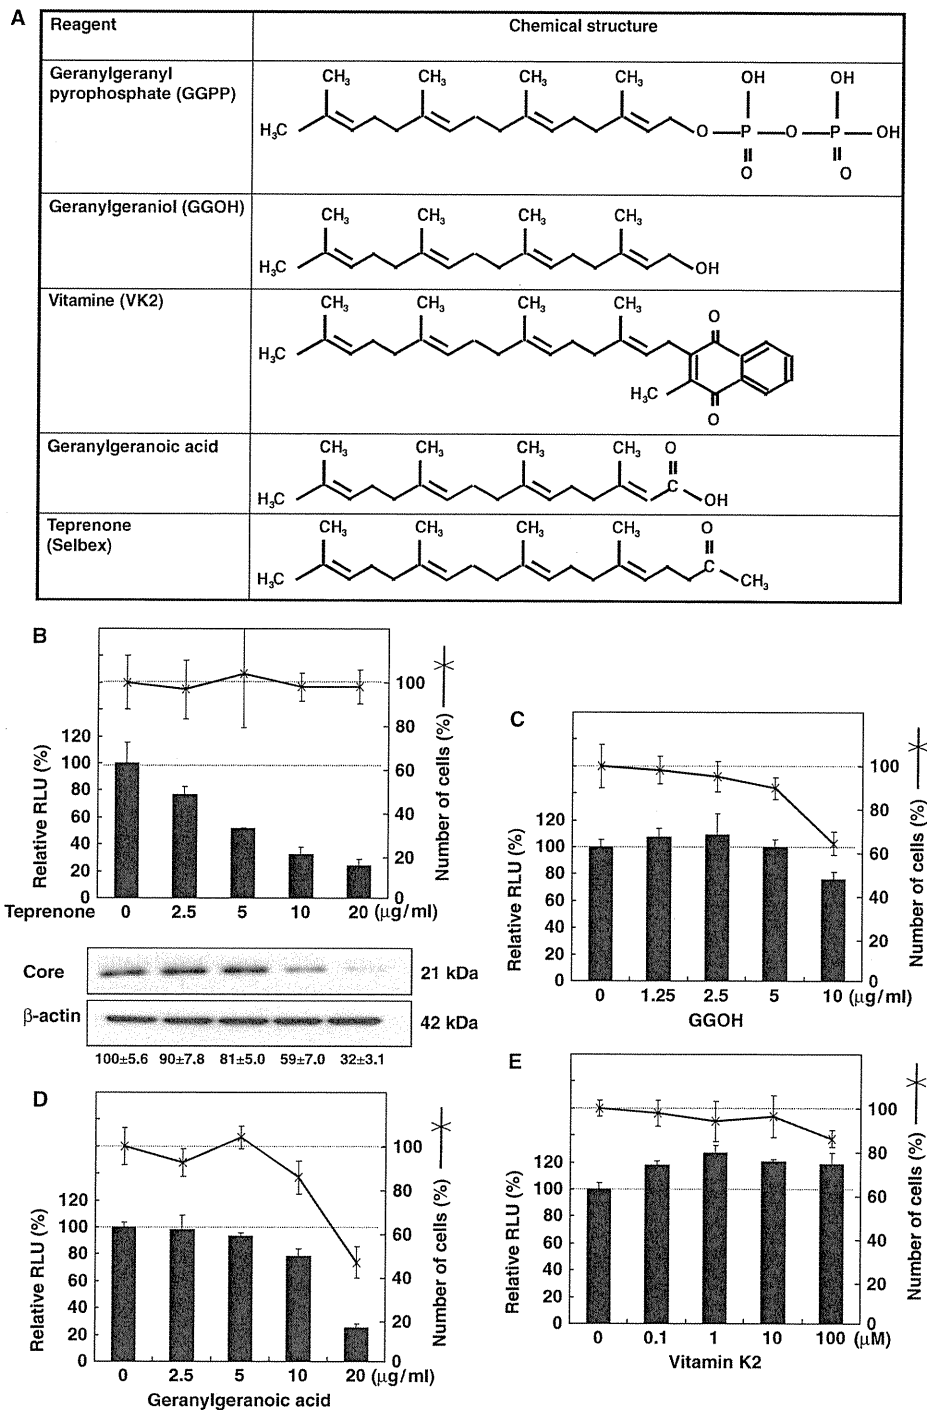 A
Reagent
Chemical structure
Geranylgeranyl
pyrophosphate (GGPP)
CH3 CH3 CH3 CH3 OH OH
H3C O P O P OH
O O
Geranylgeraniol (GGOH)
CH3 CH3 CH3 CH3
H3C OH
Vitamine (VK2)
CH3 CH3 CH3 CH3 O
H3C
H3C
O
Geranylgeranoic acid
CH3 CH3 CH3 CH3 O
C
H3C OH
Teprenone
(Selbex)
CH3 CH3 CH3 CH3 O
C
H3C CH3
B
Relative RLU (%)
120
100
80
60
40
20
0
100
80
60
40
20
0
Number of cells (%)
Teprenone 0 2.5 5 10 20 (μg/ml)
Core 21 kDa
β-actin 42 kDa
100±5.6 90±7.8 81±5.0 59±7.0 32±3.1
C
Relative RLU (%)
120
100
80
60
40
20
0
100
80
60
40
20
0
Number of cells (%)
0 1.25 2.5 5 10 (μg/ml)
GGOH
D
Relative RLU (%)
120
100
80
60
40
20
0
100
80
60
40
20
0
Number of cells (%)
0 2.5 5 10 20 (μg/ml)
Geranylgeranoic acid
E
Relative RLU (%)
120
100
80
60
40
20
0
100
80
60
40
20
0
Number of cells (%)
0 0.1 1 10 100 (μM)
Vitamin K2